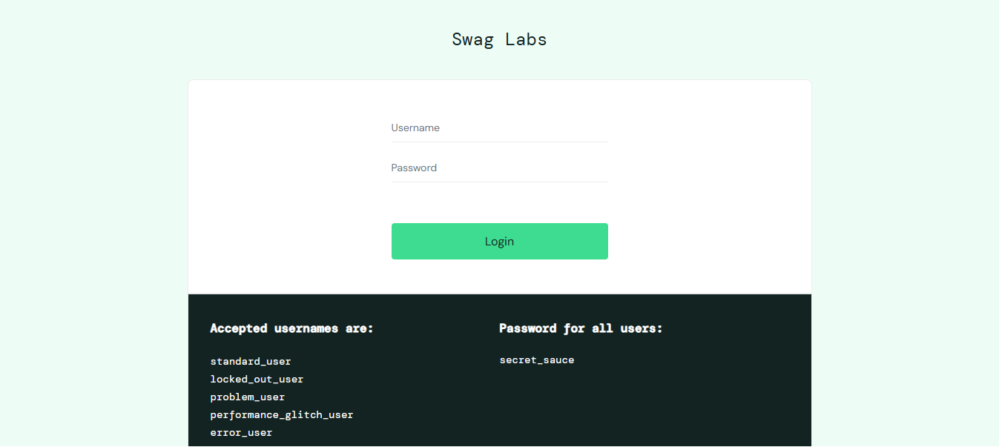 Swag Labs
Username
Password
Login
Accepted usernames are:
standard_user
locked_out_user
problem_user
performance_glitch_user
error_user
Password for all users:
secret_sauce